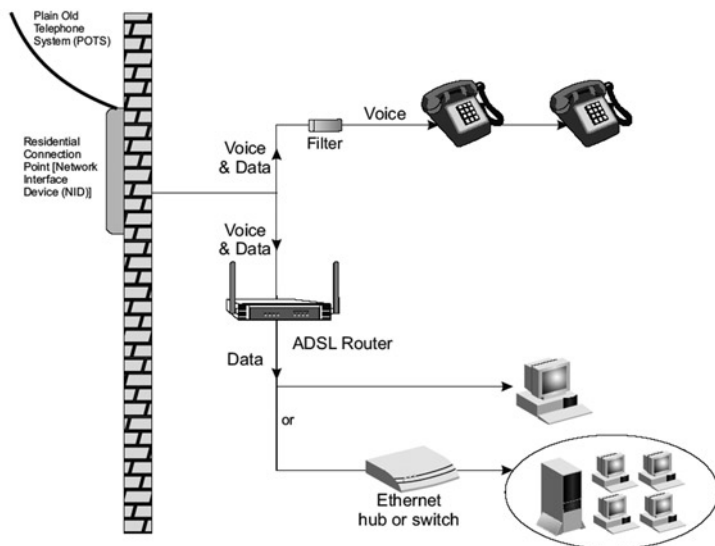 Plain Old
Telephone
System (POTS)
Residential
Connection
Point [Network
Interface
Device (NID)]
Voice
& Data
Filter
Voice
Voice
& Data
ADSL Router
Data
or
Ethernet
hub or switch